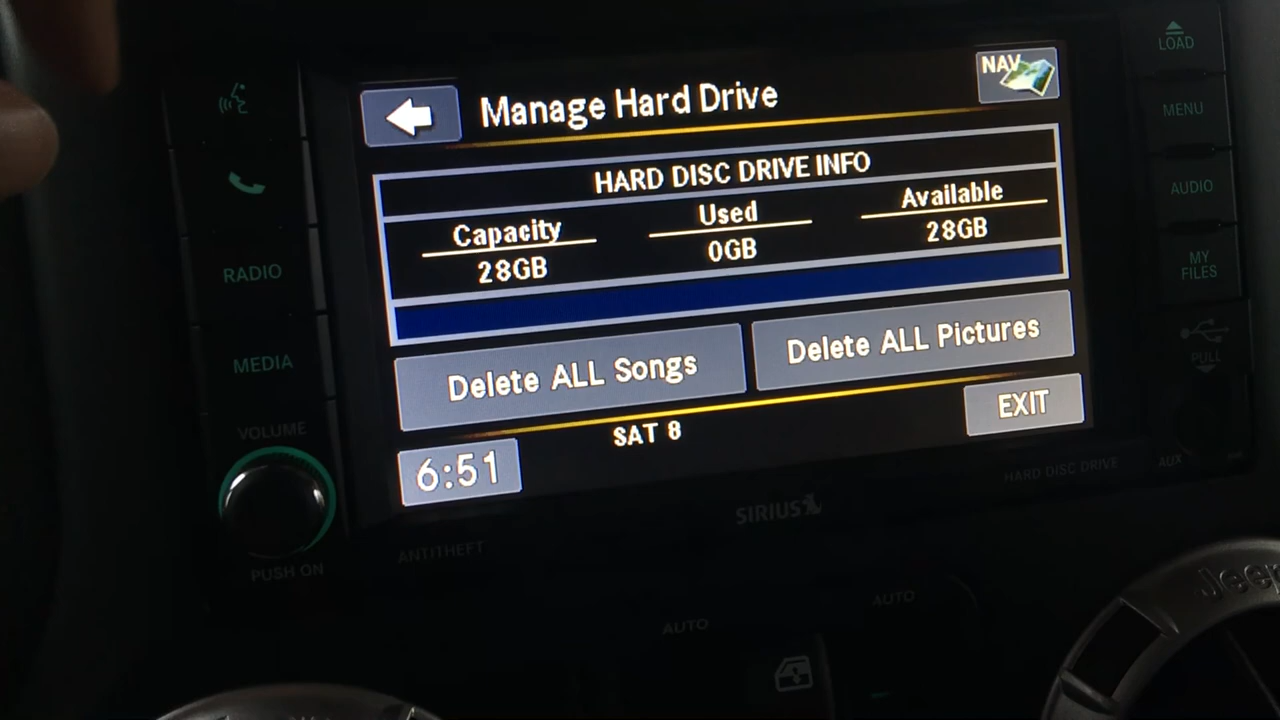 LOAD
NAV
Manage Hard Drive
MENU
HARD DISC DRIVE INFO
Capacity Used Available
28GB 0GB 28GB
AUDIO
RADIO
MY
FILES
Delete ALL Songs Delete ALL Pictures
MEDIA
PULL
EXIT
SAT 8
VOLUME
6:51
HARD DISC DRIVE AUX
SIRIUS
ANTITHEFT
PUSH ON
AUTO
AUTO
Jeep